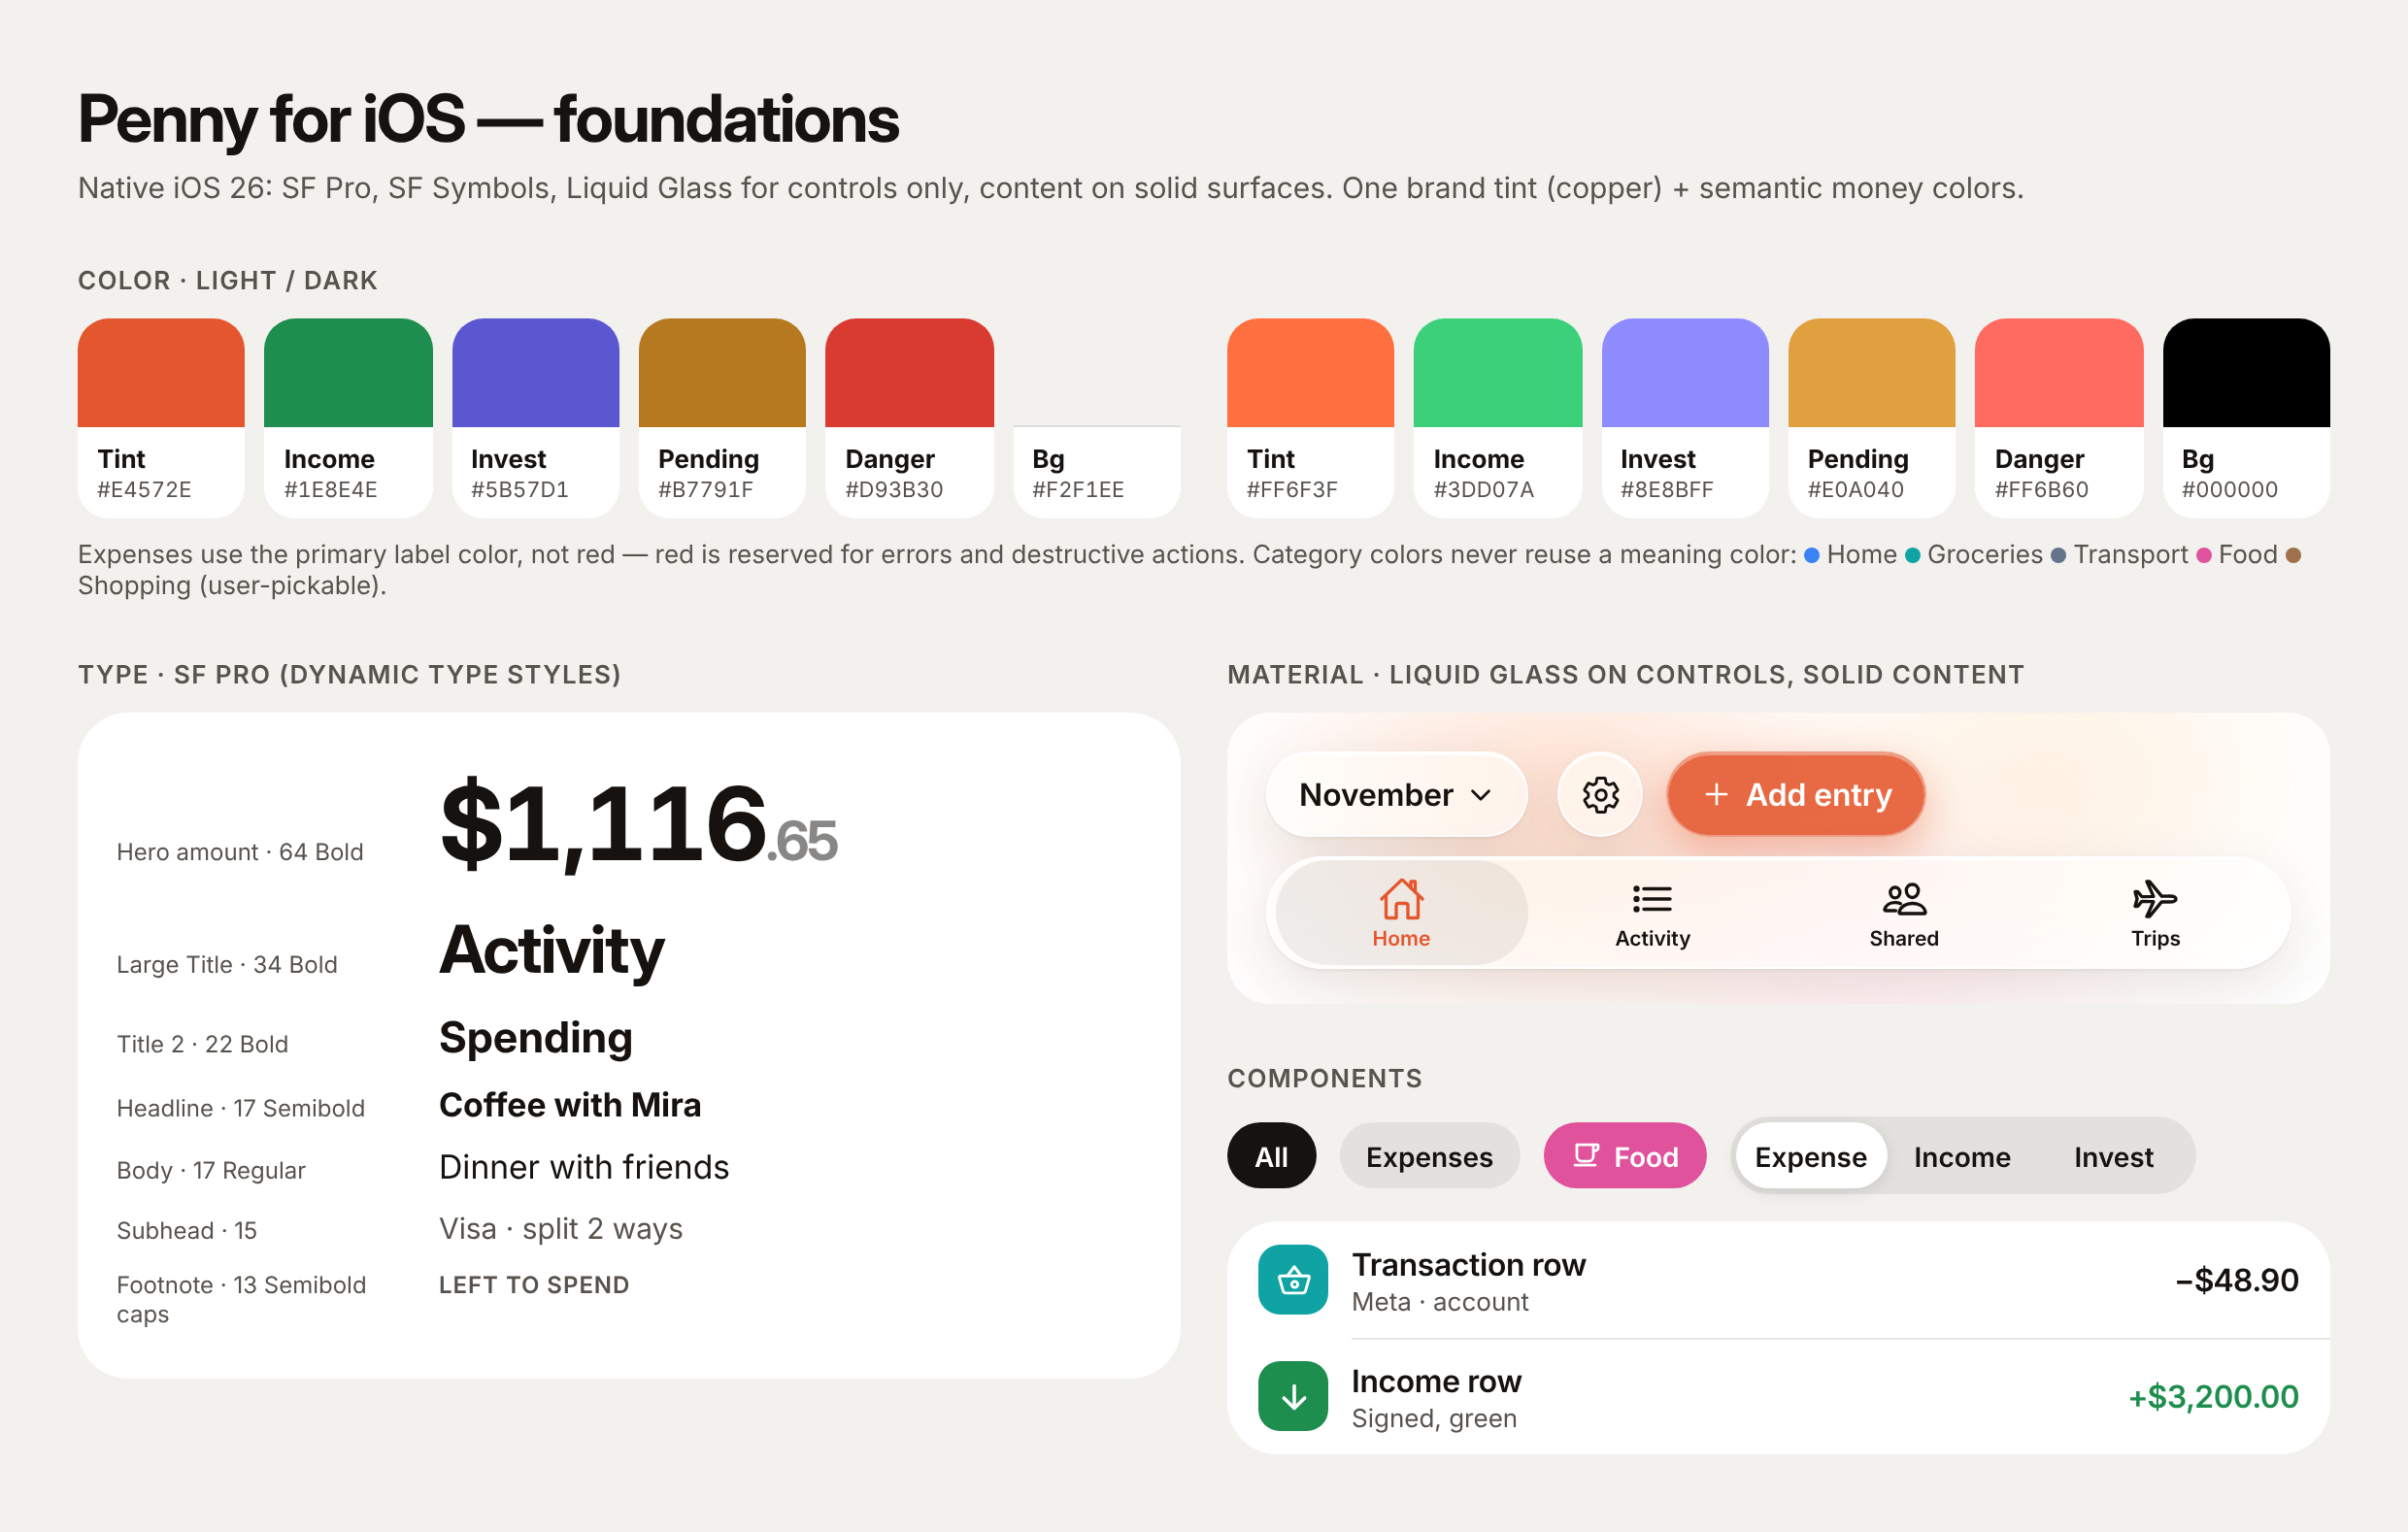 Penny for iOS — foundations
Native iOS 26: SF Pro, SF Symbols, Liquid Glass for controls only, content on solid surfaces. One brand tint (copper) + semantic money colors.
COLOR · LIGHT / DARK
Tint
#E4572E
Income
#1E8E4E
Invest
#5B57D1
Pending
#B7791F
Danger
#D93B30
Bg
#F2F1EE
Tint
#FF6F3F
Income
#3DD07A
Invest
#8E8BFF
Pending
#E0A040
Danger
#FF6B60
Bg
#000000
Expenses use the primary label color, not red — red is reserved for errors and destructive actions. Category colors never reuse a meaning color: Home Groceries Transport Food
Shopping (user-pickable).
TYPE · SF PRO (DYNAMIC TYPE STYLES)
Hero amount · 64 Bold
$1,116.65
Large Title · 34 Bold
Activity
Title 2 · 22 Bold
Spending
Headline · 17 Semibold
Coffee with Mira
Body · 17 Regular
Dinner with friends
Subhead · 15
Visa · split 2 ways
Footnote · 13 Semibold
caps
LEFT TO SPEND
MATERIAL · LIQUID GLASS ON CONTROLS, SOLID CONTENT
November
Add entry
Home
Activity
Shared
Trips
COMPONENTS
All
Expenses
Food
Expense
Income
Invest
Transaction row
Meta · account
−$48.90
Income row
Signed, green
+$3,200.00